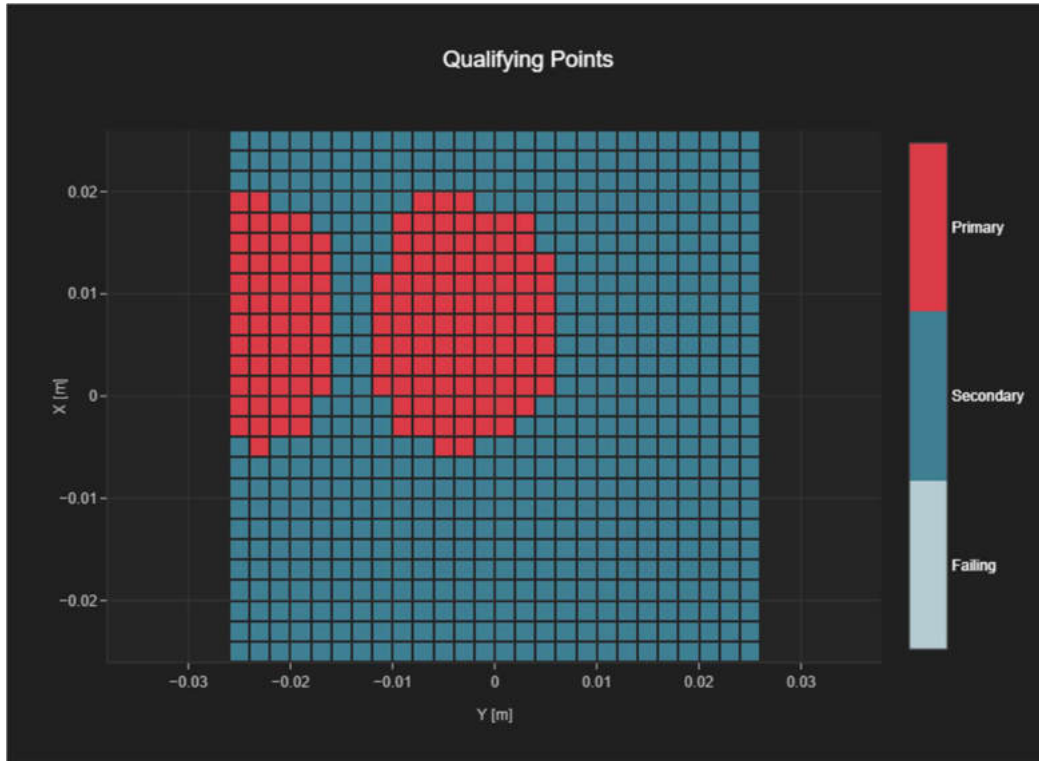 Qualifying Points
0.02
0.01
0
−0.01
−0.02
X [m]
−0.03
−0.02
−0.01
0
0.01
0.02
0.03
Y [m]
Primary
Secondary
Failing